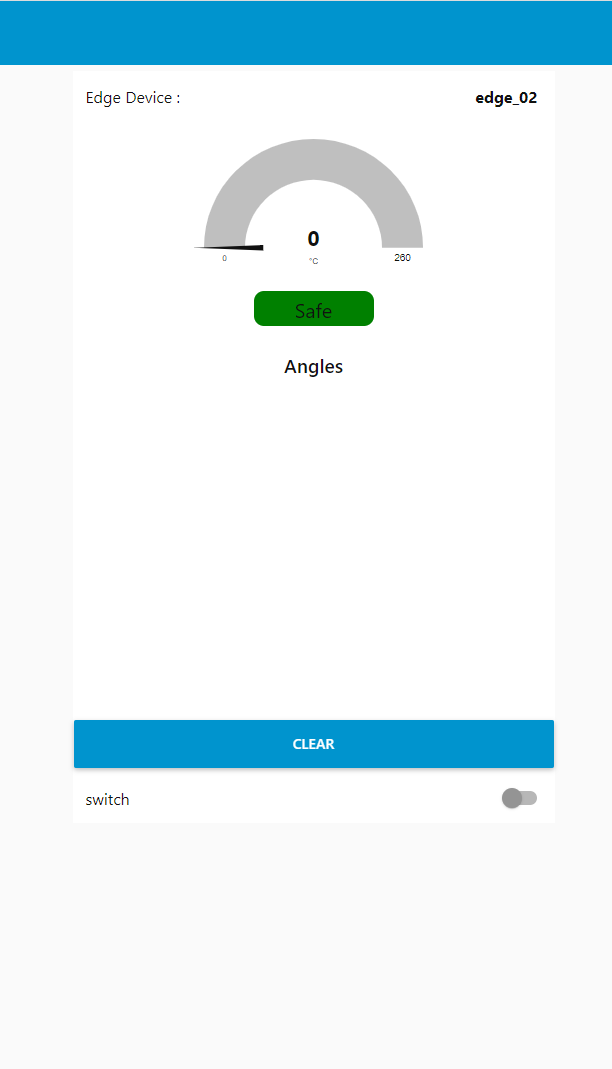 Edge Device : edge_02
0
0 °C 260
Safe
Angles
CLEAR
switch